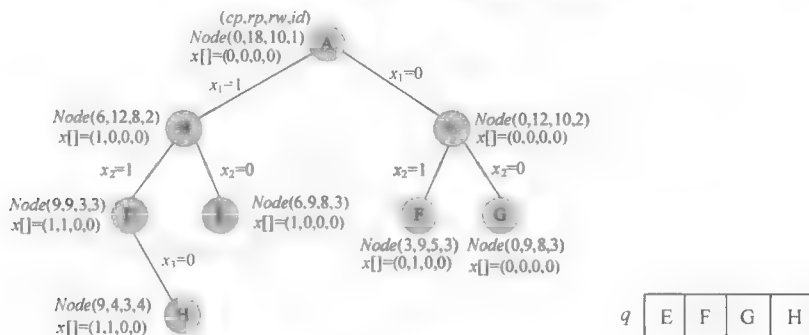 (cp,rp,rw,id)
Node(0,18,10,1)
x[]=(0,0,0,0)
A
x₁=1
x₁=0
Node(6,12,8,2)
x[]=(1,0,0,0)
Node(0,12,10,2)
x[]=(0,0,0,0)
x₂=1
x₂=0
x₂=1
x₂=0
Node(9,9,3,3)
x[]=(1,1,0,0)
Node(6,9,8,3)
x[]=(1,0,0,0)
F
G
Node(3,9,5,3)
x[]=(0,1,0,0)
Node(0,9,8,3)
x[]=(0,0,0,0)
x₃=0
Node(9,4,3,4)
x[]=(1,1,0,0)
H
q E F G H